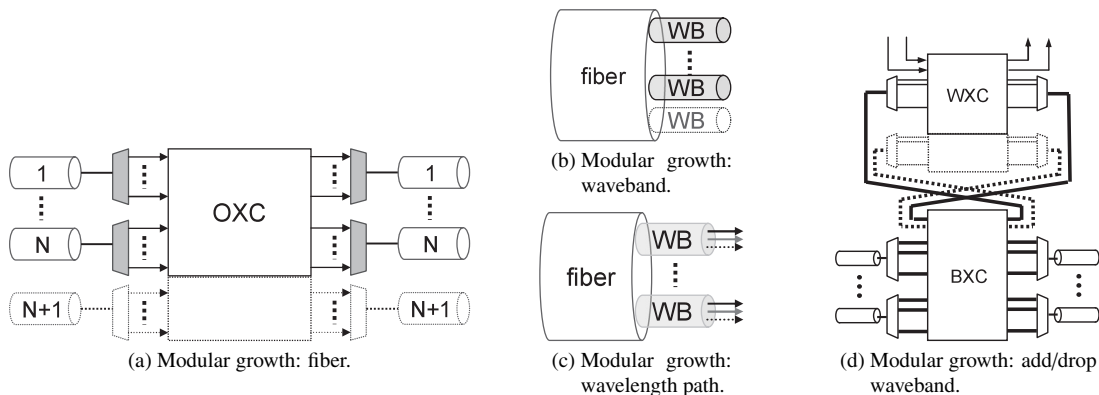 1
N
N+1
OXC
1
N
N+1
(a) Modular growth: fiber.
fiber
WB
WB
WB
(b) Modular growth:
waveband.
fiber
WB
WB
(c) Modular growth:
wavelength path.
WXC
BXC
(d) Modular growth: add/drop
waveband.